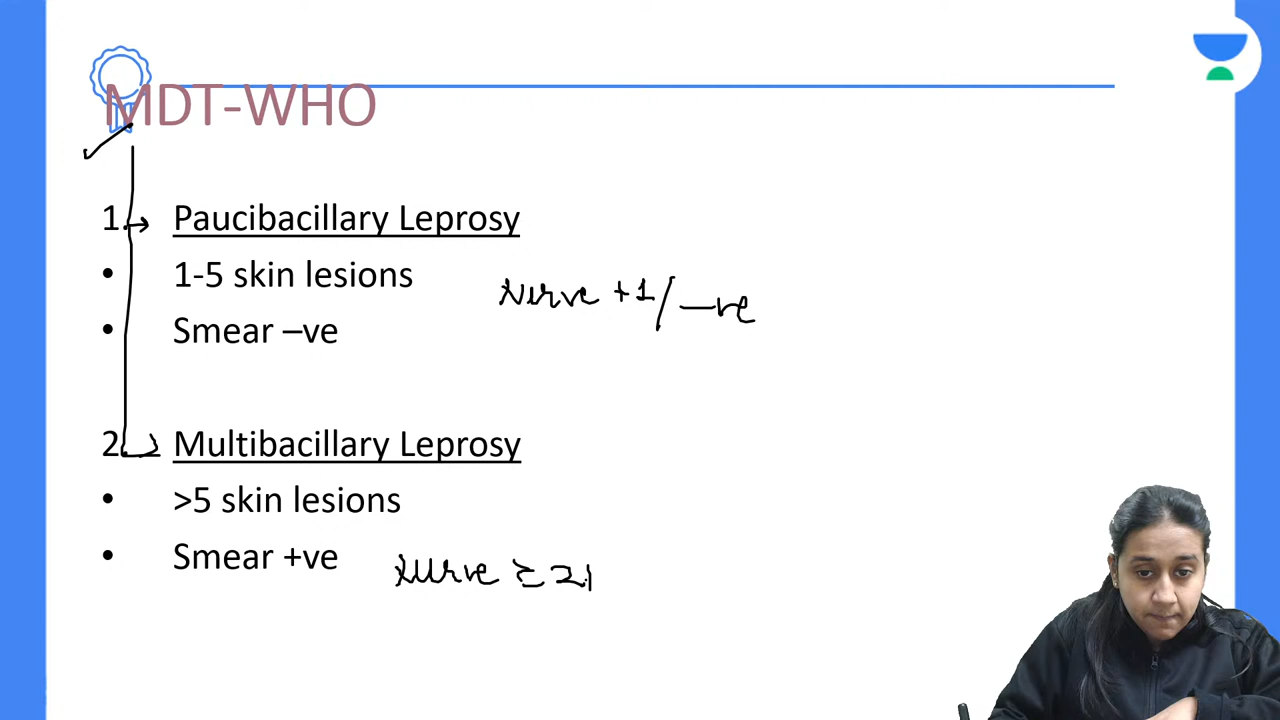 MDT-WHO
1. Paucibacillary Leprosy
• 1-5 skin lesions
• Smear –ve
Nerve +1/–ve
2. Multibacillary Leprosy
• >5 skin lesions
• Smear +ve
Nerve ≥2